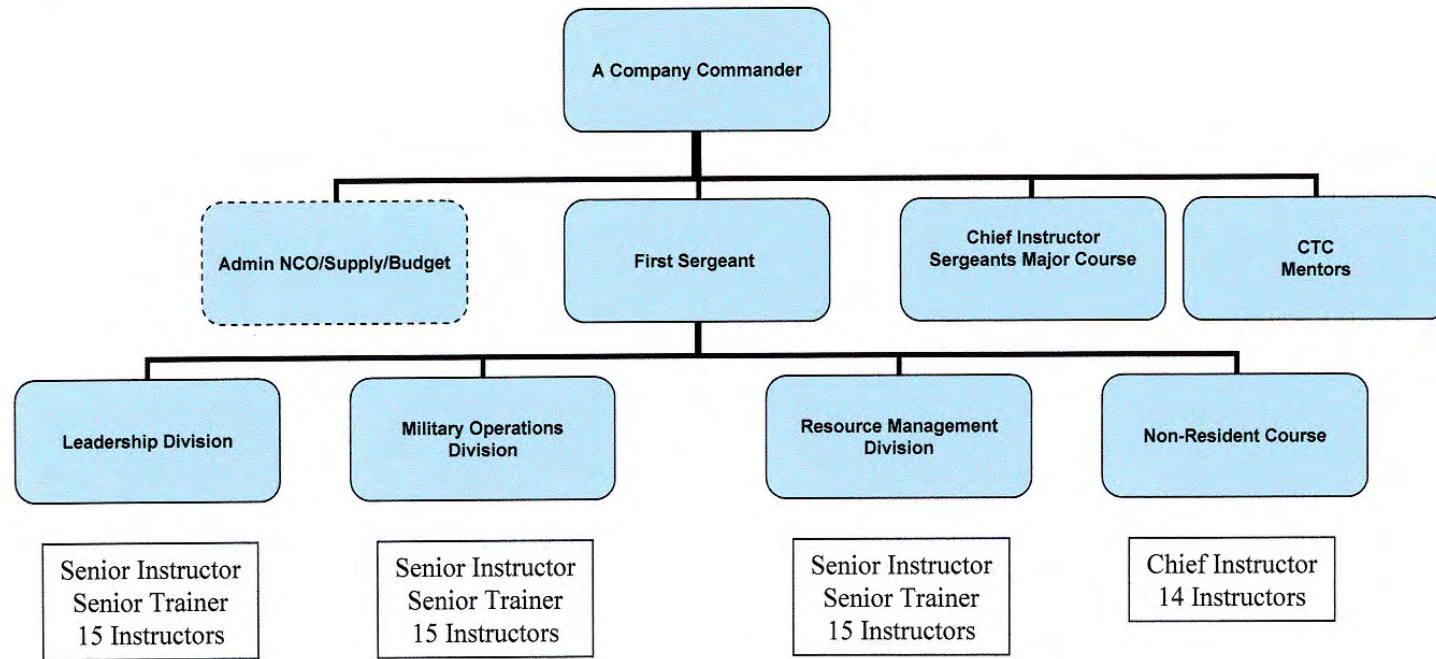 A Company Commander
Admin NCO/Supply/Budget
First Sergeant
Chief Instructor
Sergeants Major Course
CTC
Mentors
Leadership Division
Military Operations
Division
Resource Management
Division
Non-Resident Course
Senior Instructor
Senior Trainer
15 Instructors
Senior Instructor
Senior Trainer
15 Instructors
Senior Instructor
Senior Trainer
15 Instructors
Chief Instructor
14 Instructors